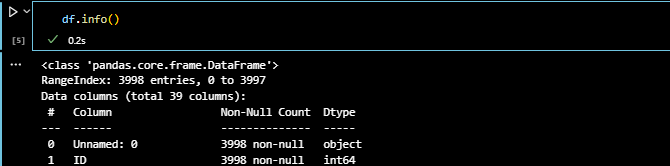 df.info()
[5]
0.2s
...
<class 'pandas.core.frame.DataFrame'>
RangeIndex: 3998 entries, 0 to 3997
Data columns (total 39 columns):
 #   Column               Non-Null Count  Dtype
---  ------               --------------  -----
 0   Unnamed: 0           3998 non-null   object
 1   ID                   3998 non-null   int64